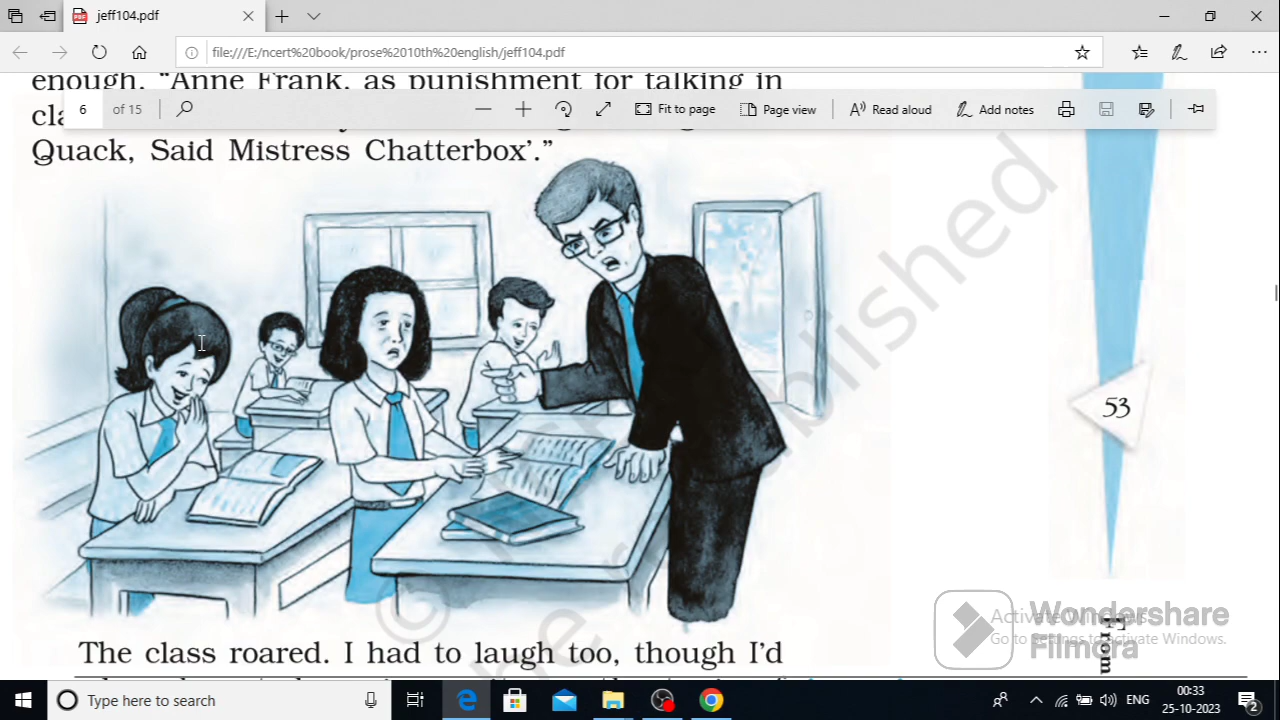 jeff104.pdf
file:///E:/ncert%20book/prose%2010th%20english/jeff104.pdf
enough. "Anne Frank, as punishment for talking in
6 of 15 Fit to page Page view Read aloud Add notes
Quack, Said Mistress Chatterbox'."
53
The class roared. I had to laugh too, though I'd
From
Activate Windows
Go to Settings to activate Windows.
Wondershare
Filmora
Type here to search
ENG
00:33
25-10-2023
2